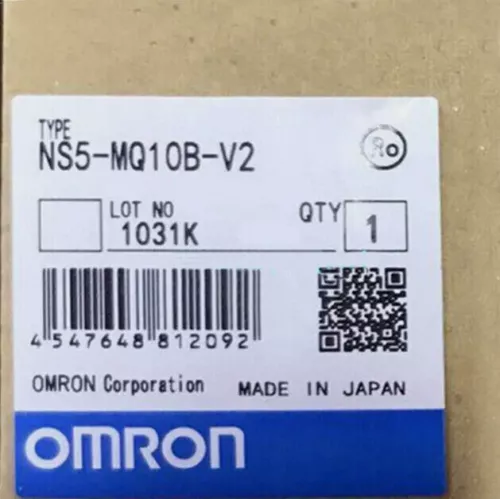 TYPE
NS5-MQ10B-V2
Ro
LOT NO
1031K
QTY
1
4 547648 812092
OMRON Corporation
MADE IN JAPAN
OMRON